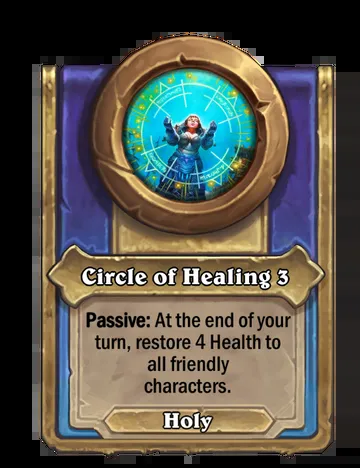 Circle of Healing 3
Passive: At the end of your
turn, restore 4 Health to
all friendly
characters.
Holy